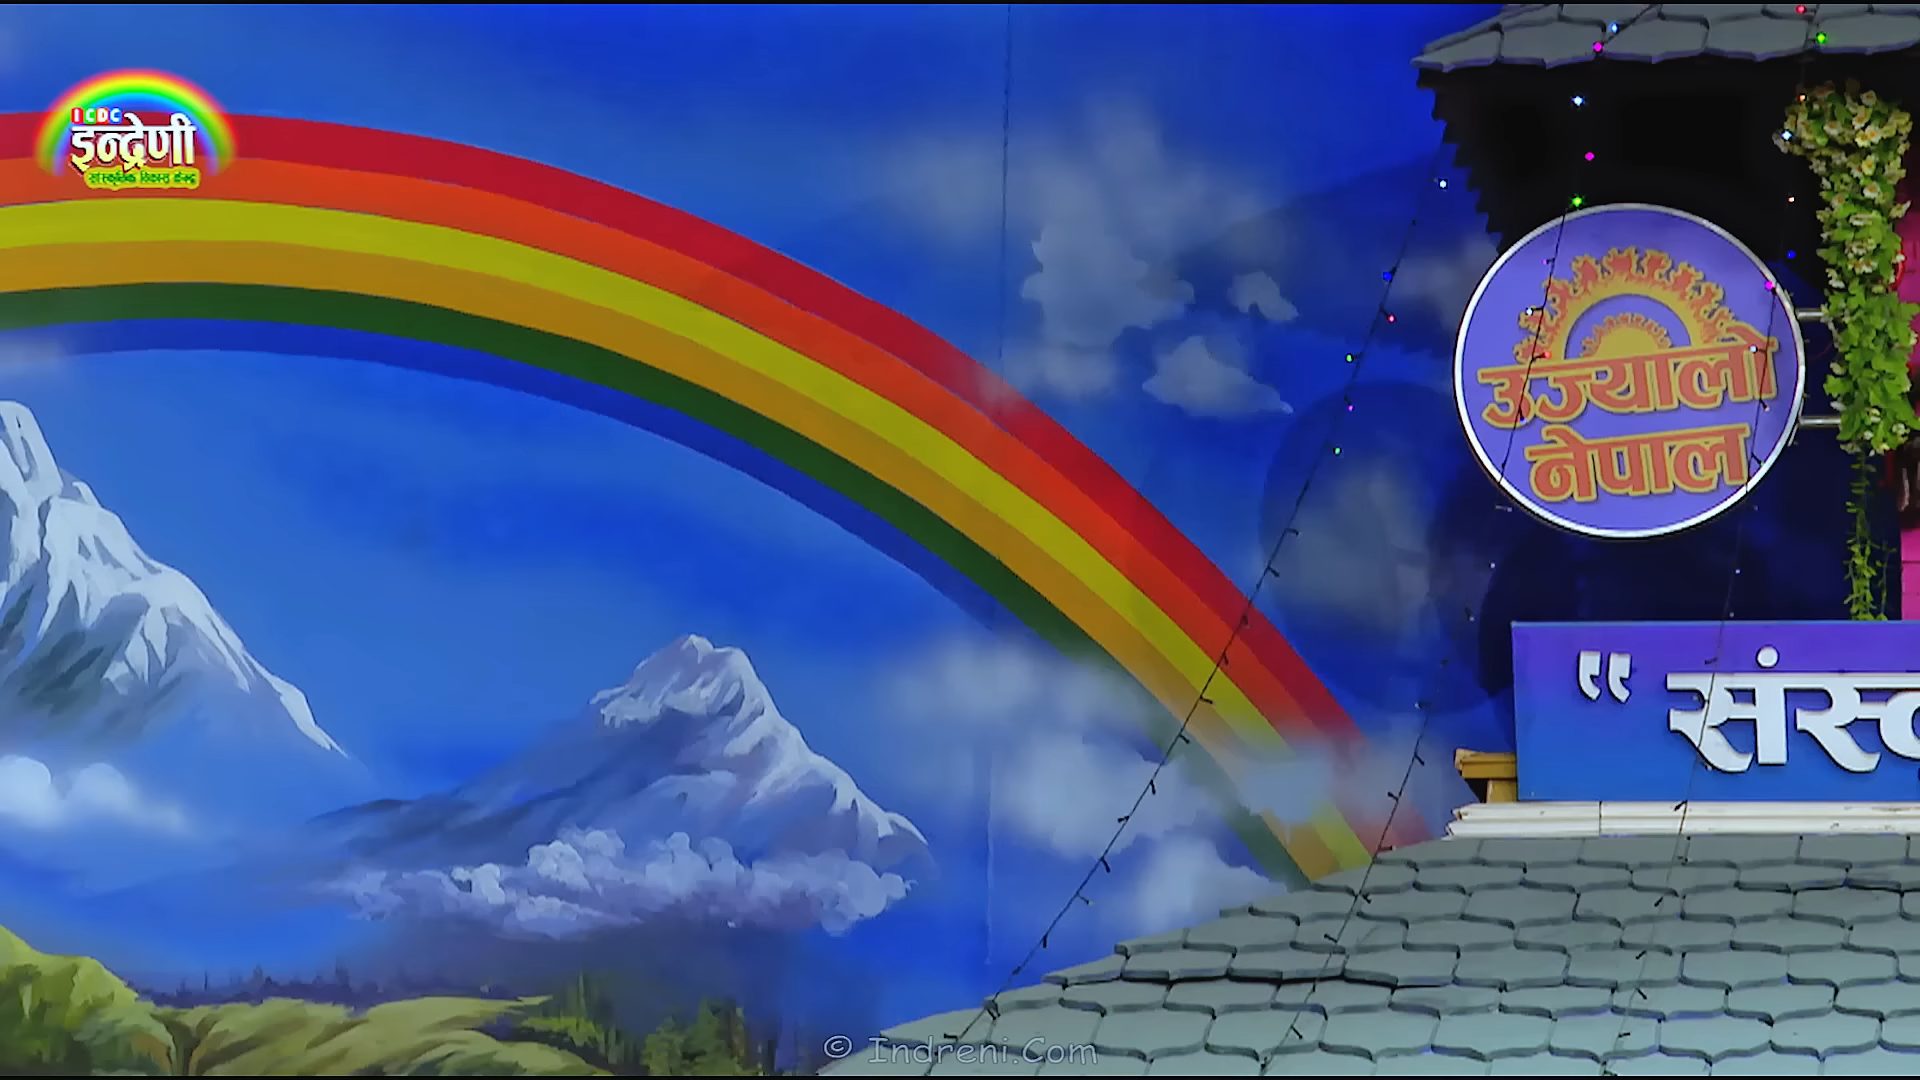 ICDC
इन्द्रेणी
सांस्कृतिक विकास केन्द्र
उज्यालो
नेपाल
“ संस्
© Indreni.Com